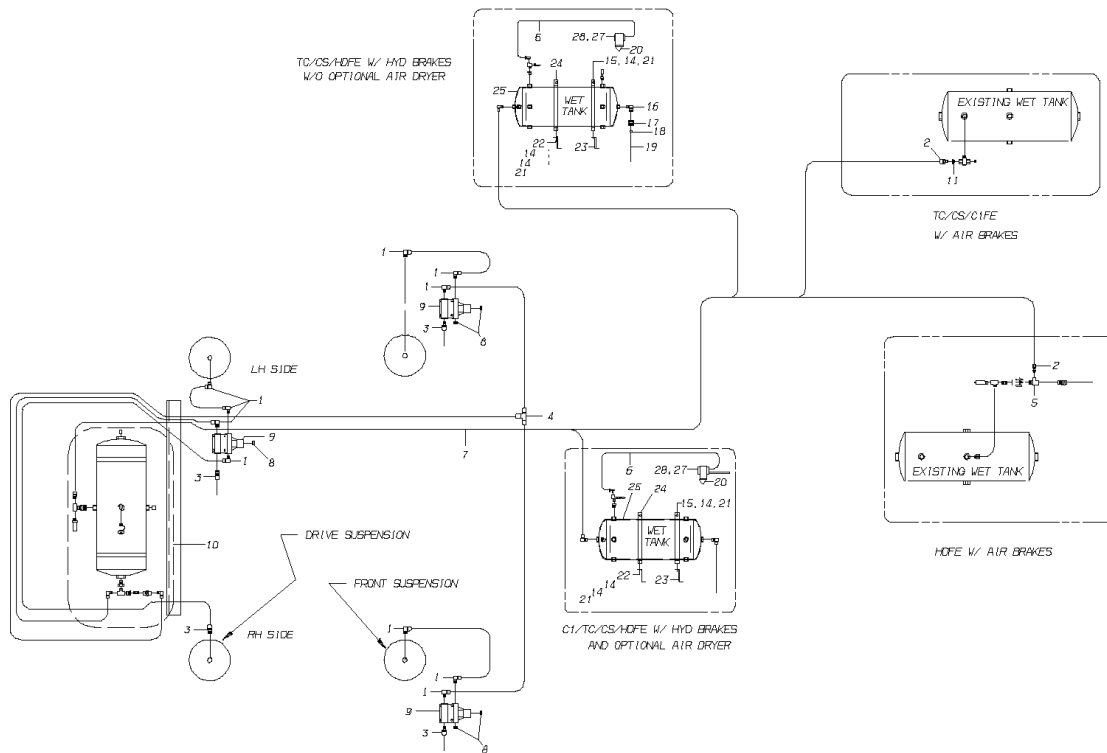 TC/CS/HDFE W/ HYD BRAKES
W/O OPTIONAL AIR DRYER
6
28,27
20
24
15, 14, 21
25
WET
TANK
16
17
18
19
22
14
14
21
23
EXISTING WET TANK
2
11
TC/CS/C1FE
W/ AIR BRAKES
1
1
1
9
3
8
LH SIDE
1
9
8
1
3
4
7
2
5
EXISTING WET TANK
HDFE W/ AIR BRAKES
6
28,27
20
26
24
15, 14, 21
WET
TANK
22
14
14
21
23
C1/TC/CS/HDFE W/ HYD BRAKES
AND OPTIONAL AIR DRYER
10
DRIVE SUSPENSION
FRONT SUSPENSION
3
RH SIDE
1
1
1
9
3
8